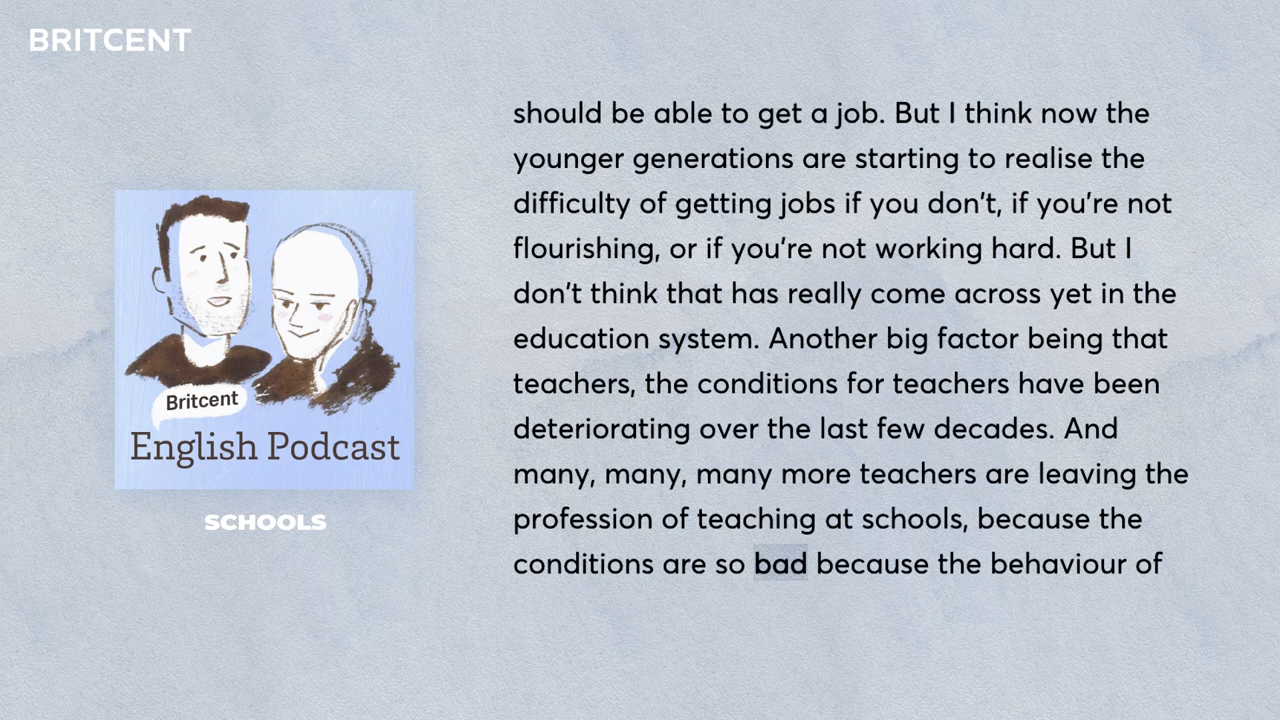 BRITCENT
should be able to get a job. But I think now the
younger generations are starting to realise the
difficulty of getting jobs if you don't, if you're not
flourishing, or if you're not working hard. But I
don't think that has really come across yet in the
education system. Another big factor being that
teachers, the conditions for teachers have been
deteriorating over the last few decades. And
many, many, many more teachers are leaving the
profession of teaching at schools, because the
conditions are so bad because the behaviour of
Britcent
English Podcast
SCHOOLS